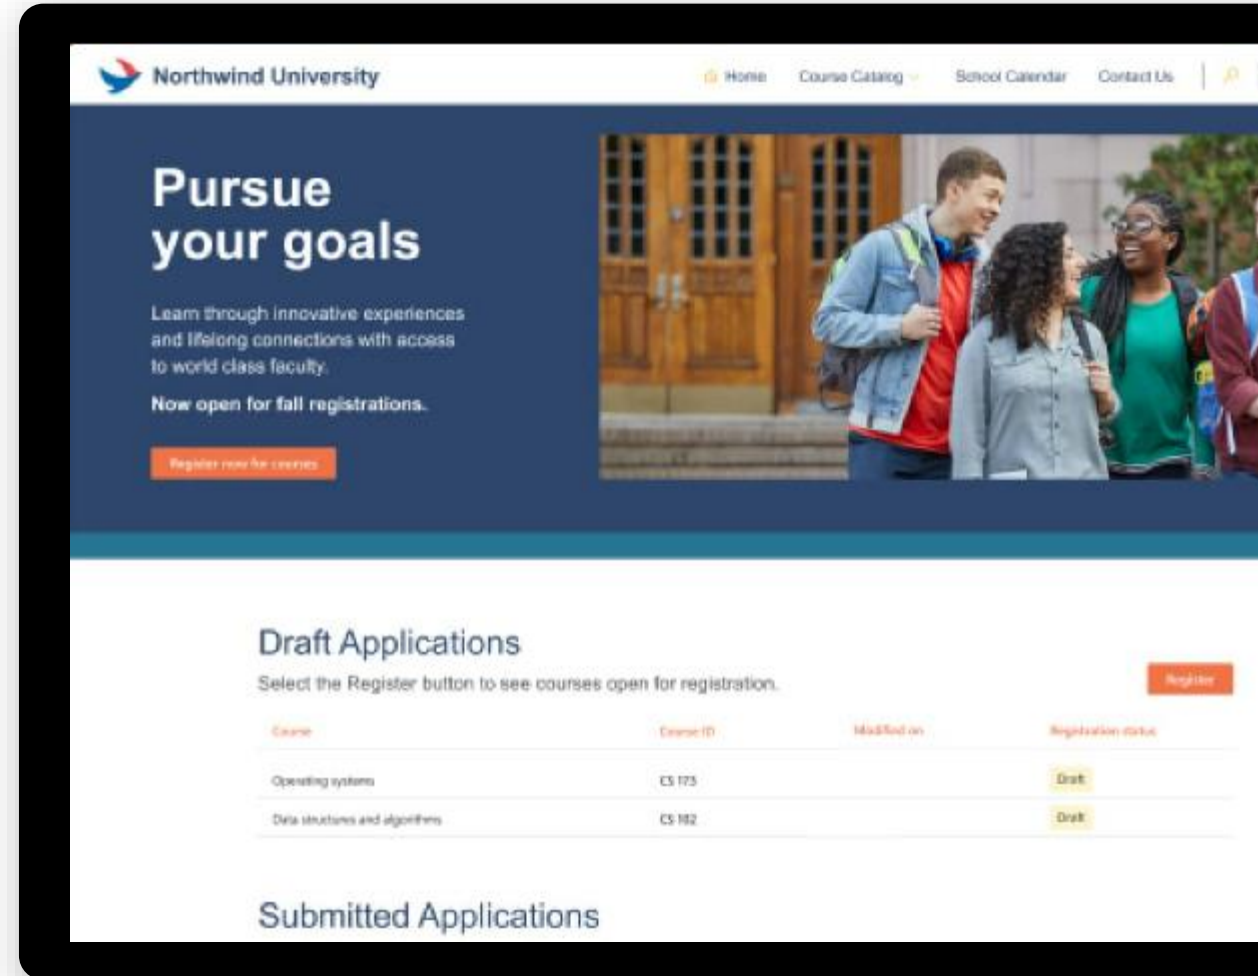 Northwind University
Home Course Catalog School Calendar Contact Us
Pursue
your goals
Learn through innovative experiences
and lifelong connections with access
to world class faculty.
Now open for fall registrations.
Register now for courses
Draft Applications
Select the Register button to see courses open for registration.
Register
Course Course ID Modified on Registration status
Operating systems CS 173 Draft
Data structures and algorithms CS 182 Draft
Submitted Applications